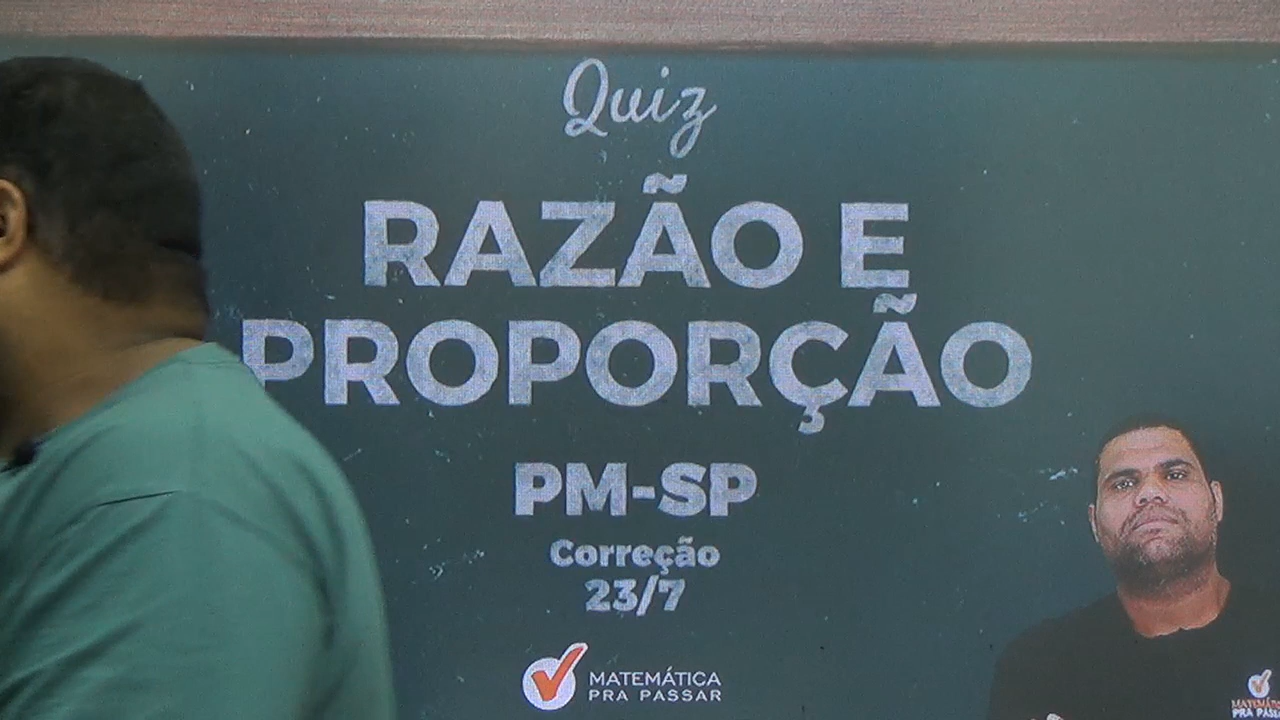 Quiz
RAZÃO E
PROPORÇÃO
PM-SP
Correção
23/7
MATEMÁTICA
PRA PASSAR